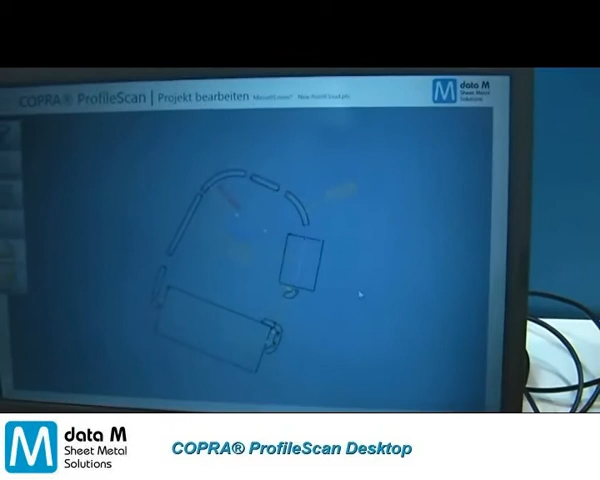 COPRA® ProfileScan | Projekt bearbeiten
data M
Sheet Metal
Solutions
M
data M
Sheet Metal
Solutions
COPRA® ProfileScan Desktop